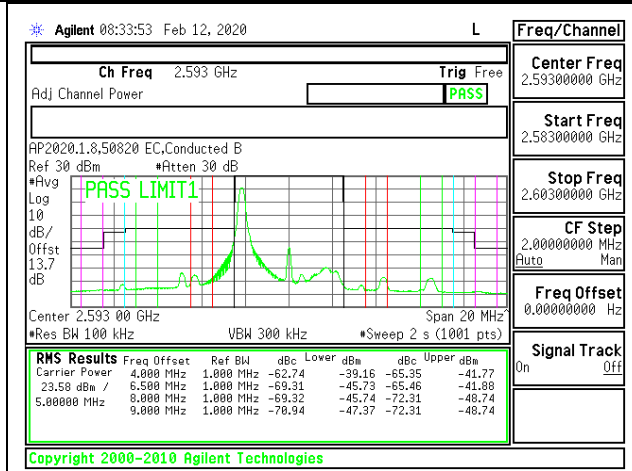 Agilent 08:33:53 Feb 12, 2020 L
Freq/Channel
Ch Freq 2.593 GHz Trig Free
Adj Channel Power PASS
AP2020.1.8,50820 EC,Conducted B
Ref 30 dBm #Atten 30 dB
#Avg
Log
10
dB/
Offst
13.7
dB
PASS LIMIT1
Center 2.593 00 GHz Span 20 MHz^
#Res BW 100 kHz VBW 300 kHz #Sweep 2 s (1001 pts)
RMS Results Freq Offset Ref BW dBc Lower dBm dBc Upper dBm
Carrier Power 4.000 MHz 1.000 MHz -62.74 -39.16 -65.35 -41.77
23.58 dBm / 6.500 MHz 1.000 MHz -69.31 -45.73 -65.46 -41.88
5.00000 MHz 8.000 MHz 1.000 MHz -69.32 -45.74 -72.31 -48.74
9.000 MHz 1.000 MHz -70.94 -47.37 -72.31 -48.74
Center Freq
2.59300000 GHz
Start Freq
2.58300000 GHz
Stop Freq
2.60300000 GHz
CF Step
2.00000000 MHz
Auto Man
Freq Offset
0.00000000 Hz
Signal Track
On Off
Copyright 2000-2010 Agilent Technologies